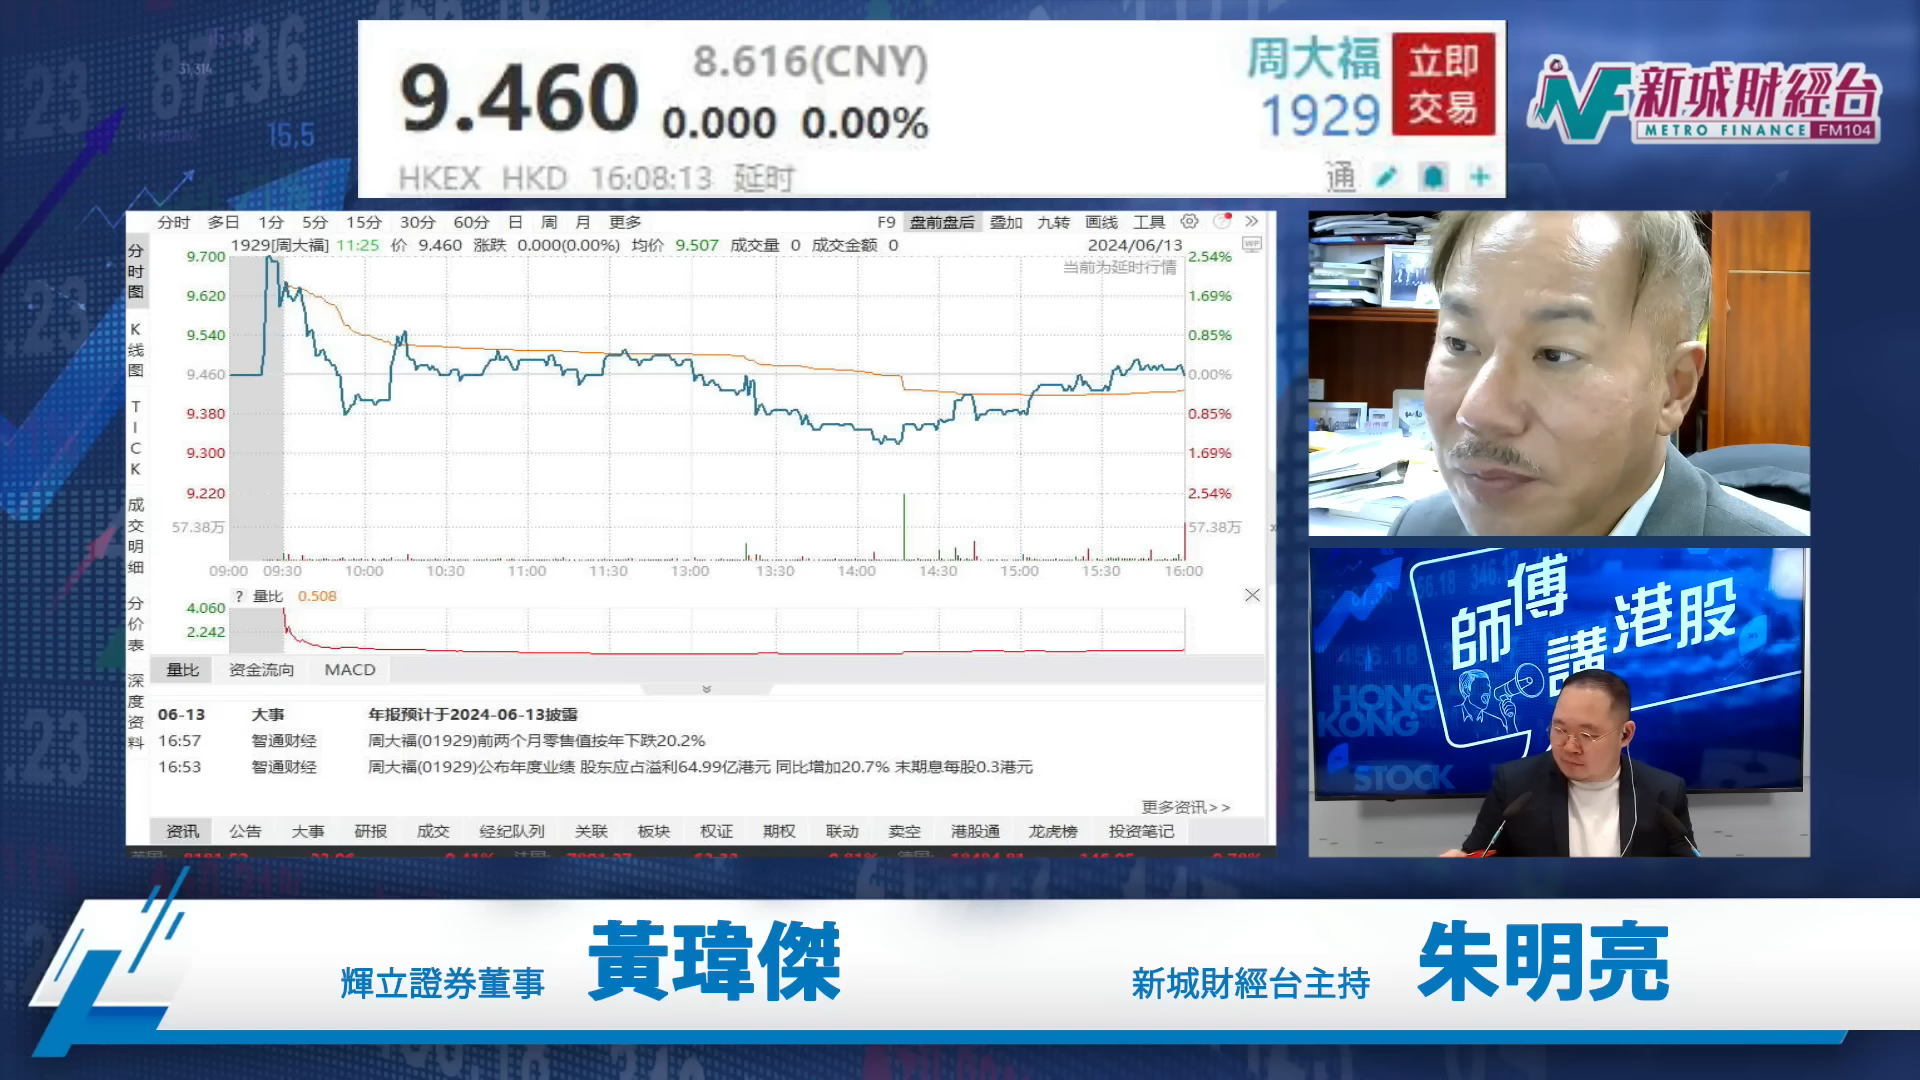 9.460
8.616(CNY)
0.000 0.00%
HKEX HKD 16:08:13 延时
周大福
1929
立即
交易
通
新城財經台
METRO FINANCE FM104
分时 多日 1分 5分 15分 30分 60分 日 周 月 更多
F9 盘前盘后 叠加 九转 画线 工具
1929[周大福] 11:25 价 9.460 涨跌 0.000(0.00%) 均价 9.507 成交量 0 成交金额 0
2024/06/13
当前为延时行情
分时图
K线图
TICK
成交明细
分价表
深度资料
9.700 2.54%
9.620 1.69%
9.540 0.85%
9.460 0.00%
9.380 0.85%
9.300 1.69%
9.220 2.54%
57.38万 57.38万
09:00 09:30 10:00 10:30 11:00 11:30 13:00 13:30 14:00 14:30 15:00 15:30 16:00
? 量比 0.508
4.060
2.242
量比 资金流向 MACD
06-13 大事 年报预计于2024-06-13披露
16:57 智通财经 周大福(01929)前两个月零售值按年下跌20.2%
16:53 智通财经 周大福(01929)公布年度业绩 股东应占溢利64.99亿港元 同比增加20.7% 末期息每股0.3港元
更多资讯>>
资讯 公告 大事 研报 成交 经纪队列 关联 板块 权证 期权 联动 卖空 港股通 龙虎榜 投资笔记
師傅
講港股
HONG
KONG
STOCK
輝立證券董事 黃瑋傑
新城財經台主持 朱明亮